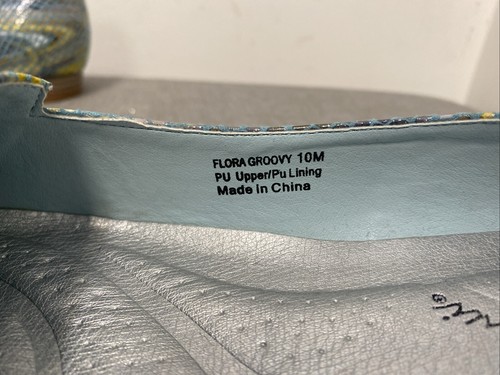 FLORA GROOVY 10M
PU Upper/Pu Lining
Made in China